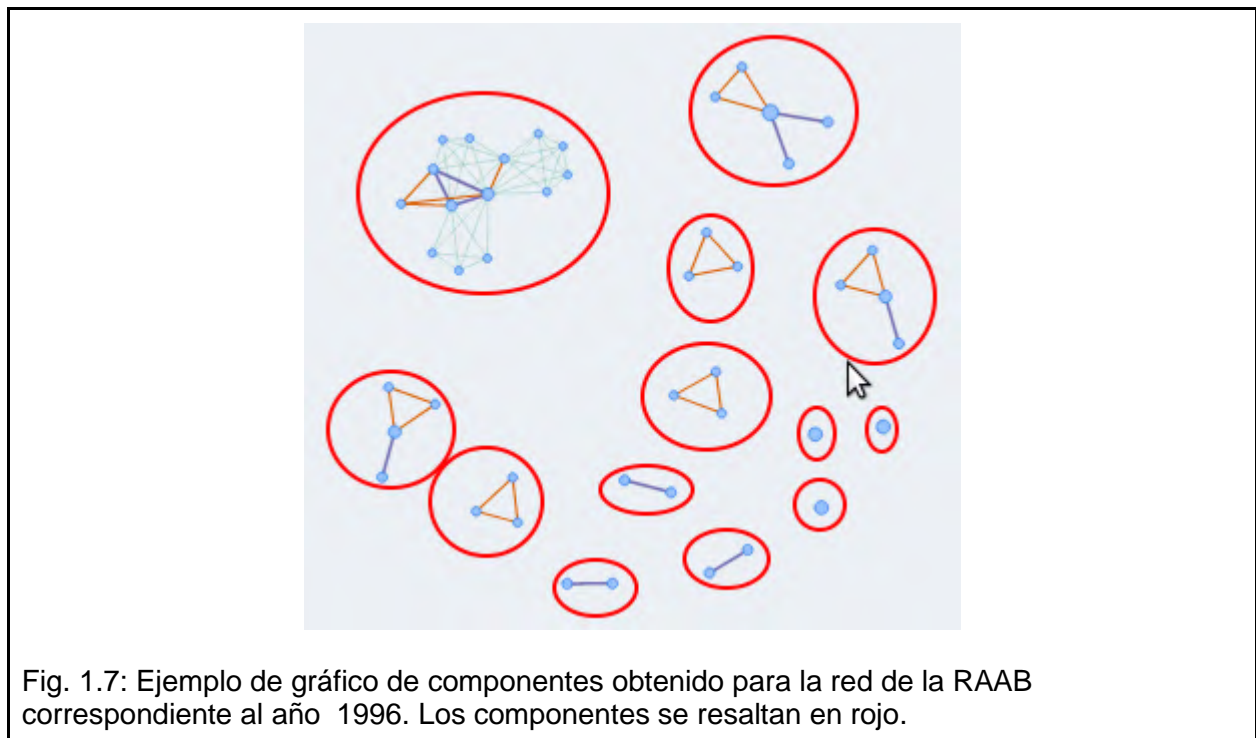 Fig. 1.7: Ejemplo de gráfico de componentes obtenido para la red de la RAAB
correspondiente al año  1996. Los componentes se resaltan en rojo.